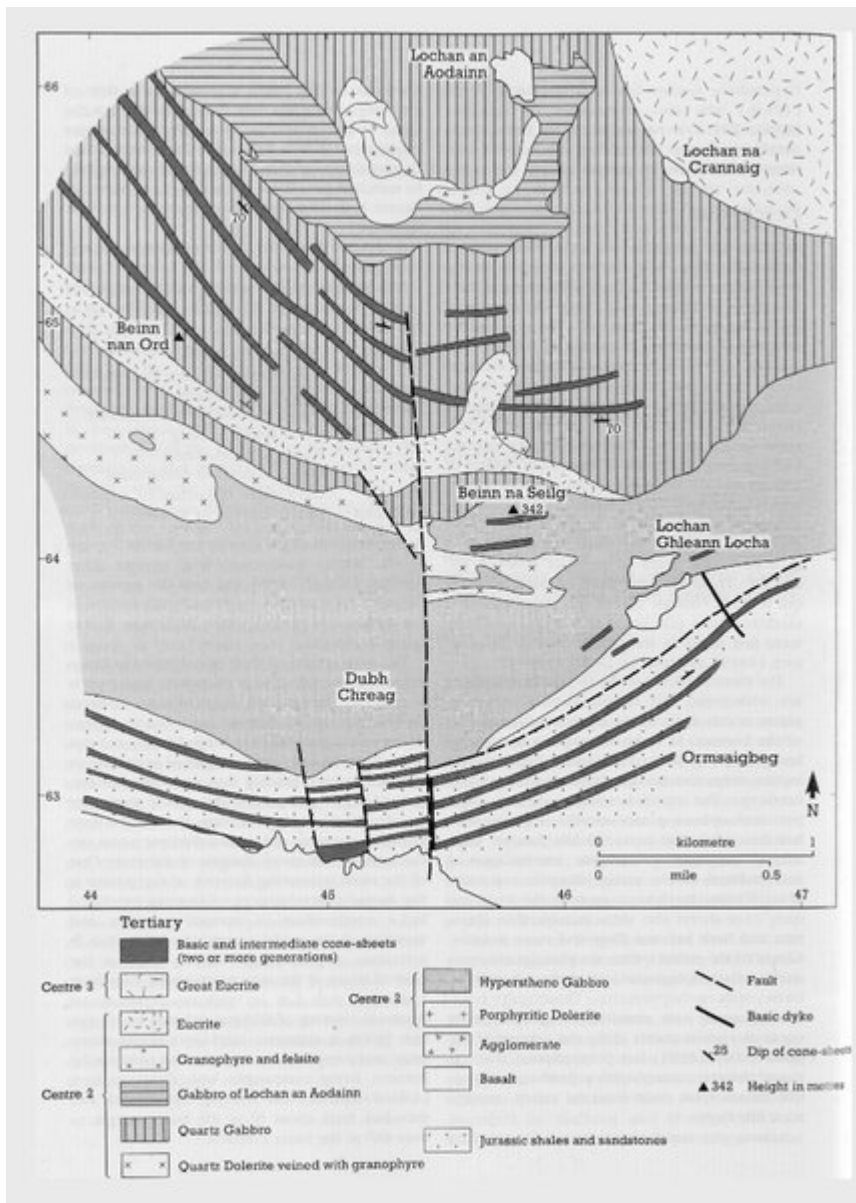 Lochan an
Aodainn
66
Lochan na
Crannaig
70
65
Beinn
nan Ord
70
Beinn na Seilg
342
Lochan
Ghleann Locha
64
Dubh
Chreag
Ormsaigbeg
63
N
0 kilometre 1
0 mile 0.5
44 45 46 47
Tertiary
Basic and intermediate cone-sheets
(two or more generations)
Centre 3
Great Eucrite
Eucrite
Granophyre and felsite
Centre 2
Gabbro of Lochan an Aodainn
Quartz Gabbro
Quartz Dolerite veined with granophyre
Centre 2
Hypersthene Gabbro
Porphyritic Dolerite
Agglomerate
Basalt
Jurassic shales and sandstones
Fault
Basic dyke
25 Dip of cone-sheets
342 Height in metres